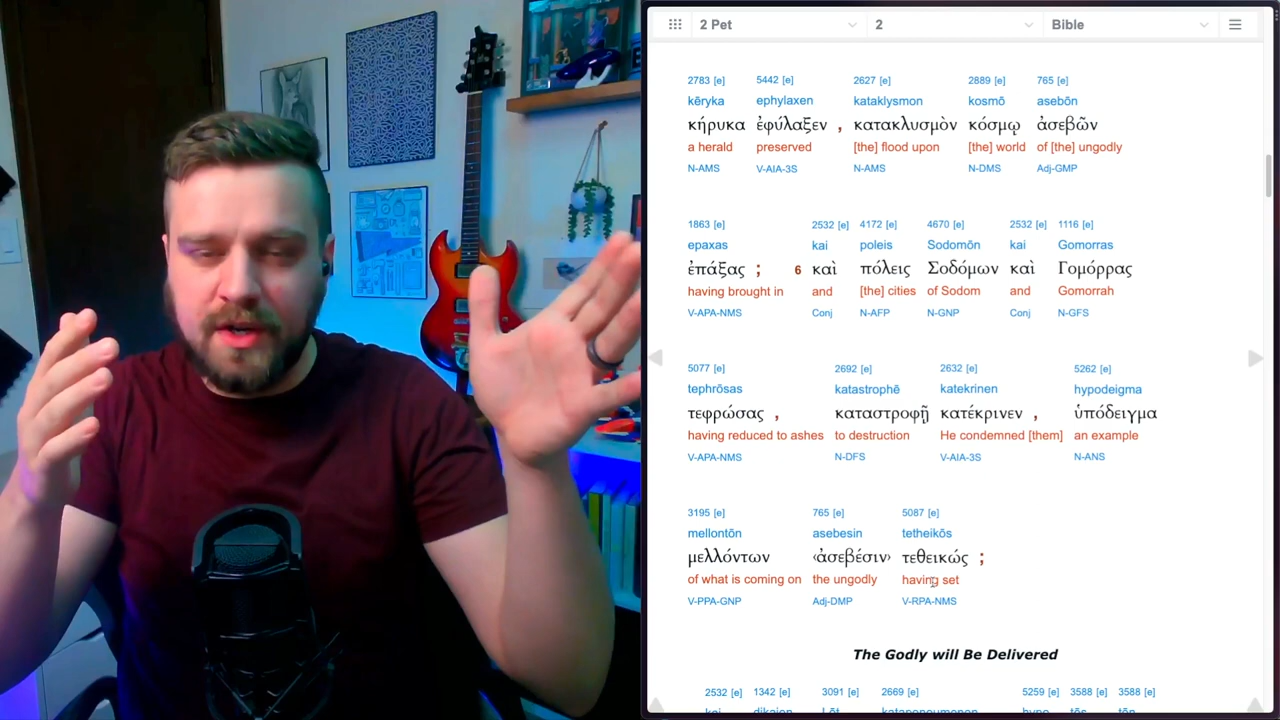 2 Pet 2 Bible
2783 [e] 5442 [e] 2627 [e] 2889 [e] 765 [e]
kēryka ephylaxen kataklysmon kosmō asebōn
κήρυκα ἐφύλαξεν , κατακλυσμὸν κόσμῳ ἀσεβῶν
a herald preserved [the] flood upon [the] world of [the] ungodly
N-AMS V-AIA-3S N-AMS N-DMS Adj-GMP
1863 [e] 2532 [e] 4172 [e] 4670 [e] 2532 [e] 1116 [e]
epaxas kai poleis Sodomōn kai Gomorras
ἐπάξας ; 6 καὶ πόλεις Σοδόμων καὶ Γομόρρας
having brought in and [the] cities of Sodom and Gomorrah
V-APA-NMS Conj N-AFP N-GNP Conj N-GFS
5077 [e] 2692 [e] 2632 [e] 5262 [e]
tephrōsas katastrophē katekrinen hypodeigma
τεφρώσας , καταστροφῇ κατέκρινεν , ὑπόδειγμα
having reduced to ashes to destruction He condemned [them] an example
V-APA-NMS N-DFS V-AIA-3S N-ANS
3195 [e] 765 [e] 5087 [e]
mellontōn asebesin tetheikōs
μελλόντων ‹ἀσεβέσιν› τεθεικώς ;
of what is coming on the ungodly having set
V-PPA-GNP Adj-DMP V-RPA-NMS
The Godly will Be Delivered
2532 [e] 1342 [e] 3091 [e] 2669 [e] 5259 [e] 3588 [e] 3588 [e]